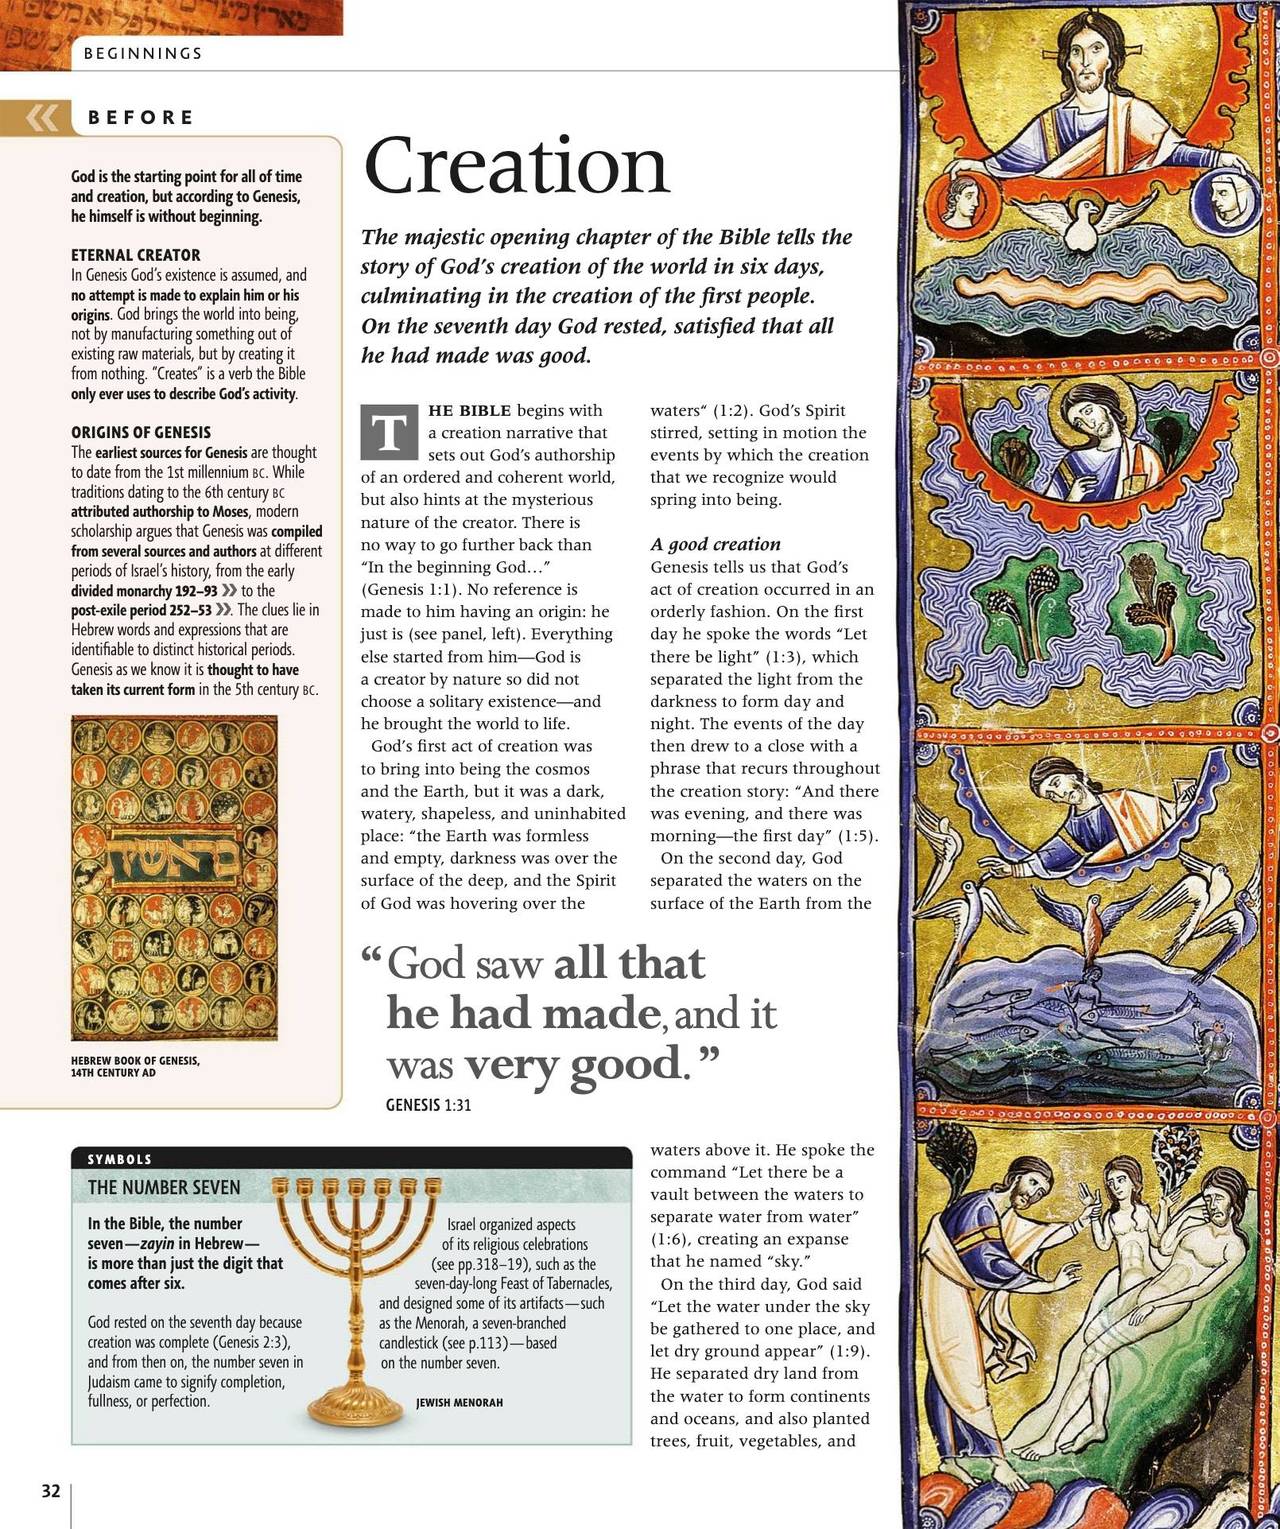 BEGINNINGS
BEFORE
God is the starting point for all of time
and creation, but according to Genesis,
he himself is without beginning.
ETERNAL CREATOR
In Genesis God's existence is assumed, and
no attempt is made to explain him or his
origins. God brings the world into being,
not by manufacturing something out of
existing raw materials, but by creating it
from nothing. "Creates" is a verb the Bible
only ever uses to describe God's activity.
ORIGINS OF GENESIS
The earliest sources for Genesis are thought
to date from the 1st millennium BC. While
traditions dating to the 6th century BC
attributed authorship to Moses, modern
scholarship argues that Genesis was compiled
from several sources and authors at different
periods of Israel's history, from the early
divided monarchy 192–93 » to the
post-exile period 252–53 ». The clues lie in
Hebrew words and expressions that are
identifiable to distinct historical periods.
Genesis as we know it is thought to have
taken its current form in the 5th century BC.
HEBREW BOOK OF GENESIS,
14TH CENTURY AD
Creation
The majestic opening chapter of the Bible tells the
story of God's creation of the world in six days,
culminating in the creation of the first people.
On the seventh day God rested, satisfied that all
he had made was good.
THE BIBLE begins with
a creation narrative that
sets out God's authorship
of an ordered and coherent world,
but also hints at the mysterious
nature of the creator. There is
no way to go further back than
"In the beginning God…"
(Genesis 1:1). No reference is
made to him having an origin: he
just is (see panel, left). Everything
else started from him—God is
a creator by nature so did not
choose a solitary existence—and
he brought the world to life.
God's first act of creation was
to bring into being the cosmos
and the Earth, but it was a dark,
watery, shapeless, and uninhabited
place: "the Earth was formless
and empty, darkness was over the
surface of the deep, and the Spirit
of God was hovering over the
waters“ (1:2). God's Spirit
stirred, setting in motion the
events by which the creation
that we recognize would
spring into being.
A good creation
Genesis tells us that God's
act of creation occurred in an
orderly fashion. On the first
day he spoke the words "Let
there be light" (1:3), which
separated the light from the
darkness to form day and
night. The events of the day
then drew to a close with a
phrase that recurs throughout
the creation story: "And there
was evening, and there was
morning—the first day" (1:5).
On the second day, God
separated the waters on the
surface of the Earth from the
“God saw all that
he had made, and it
was very good.”
GENESIS 1:31
waters above it. He spoke the
command "Let there be a
vault between the waters to
separate water from water"
(1:6), creating an expanse
that he named "sky."
On the third day, God said
"Let the water under the sky
be gathered to one place, and
let dry ground appear" (1:9).
He separated dry land from
the water to form continents
and oceans, and also planted
trees, fruit, vegetables, and
SYMBOLS
THE NUMBER SEVEN
In the Bible, the number
seven—zayin in Hebrew—
is more than just the digit that
comes after six.
God rested on the seventh day because
creation was complete (Genesis 2:3),
and from then on, the number seven in
Judaism came to signify completion,
fullness, or perfection.
Israel organized aspects
of its religious celebrations
(see pp.318–19), such as the
seven-day-long Feast of Tabernacles,
and designed some of its artifacts—such
as the Menorah, a seven-branched
candlestick (see p.113)—based
on the number seven.
JEWISH MENORAH
32